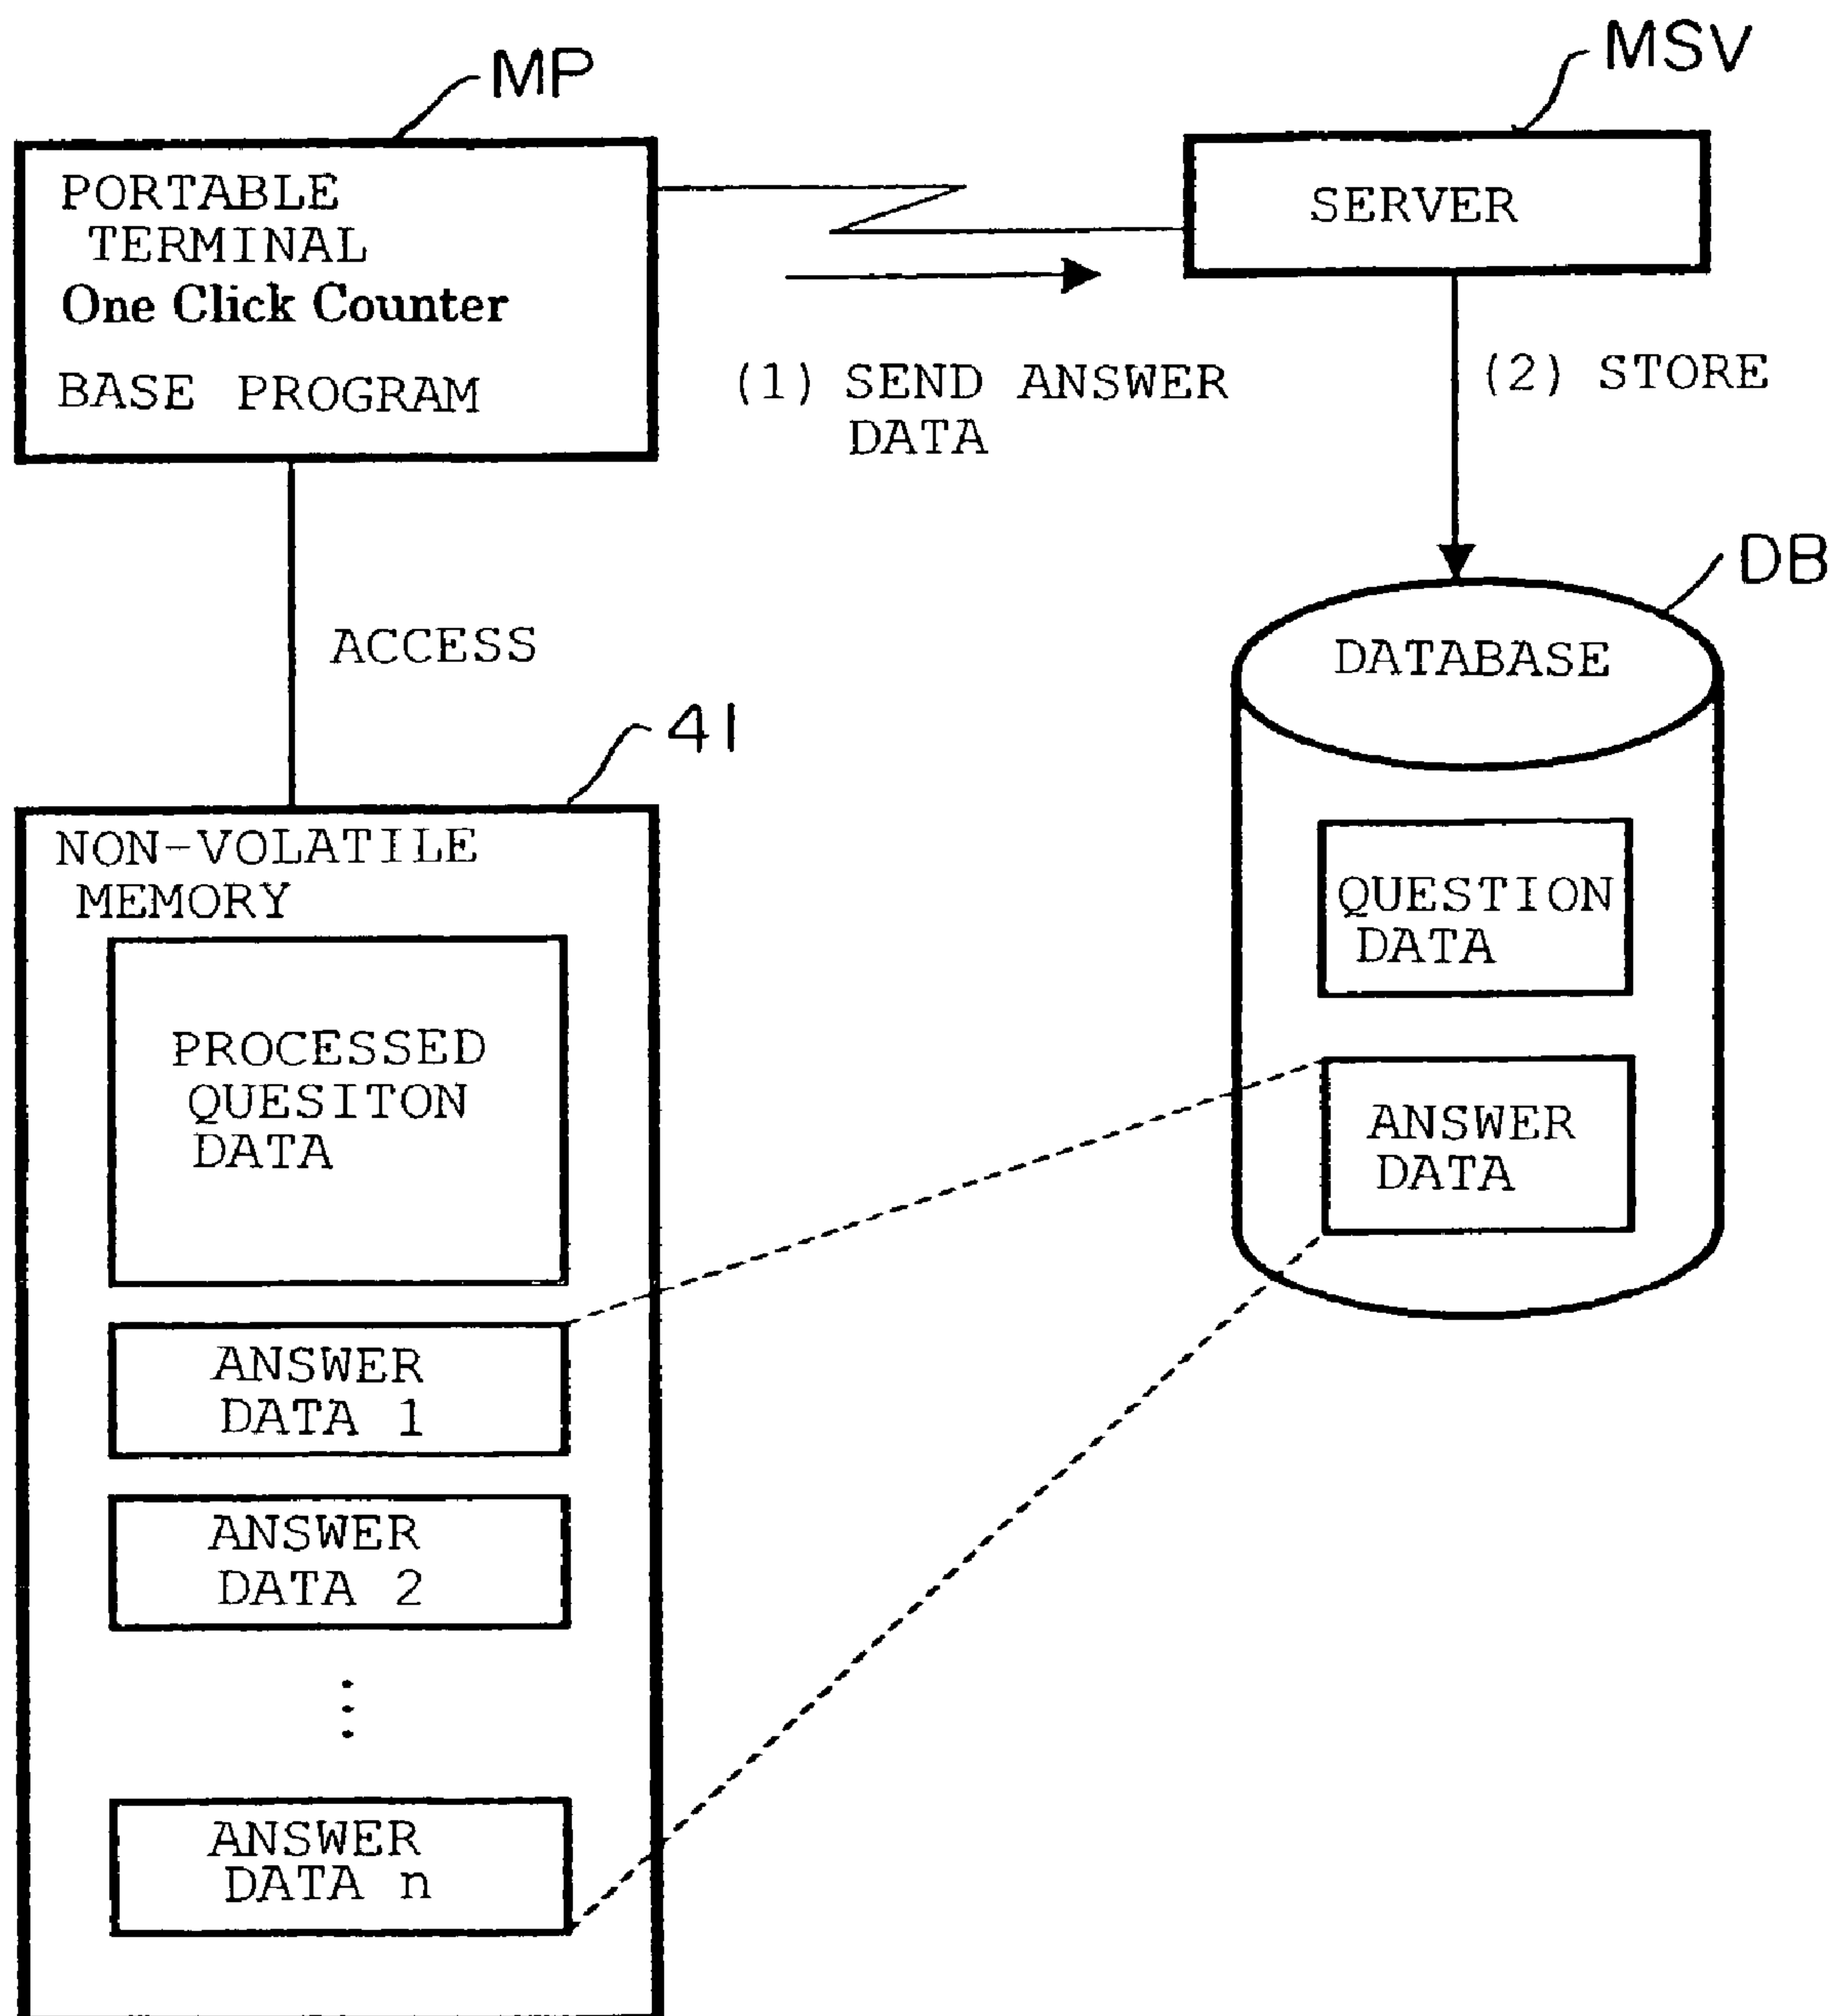 MP
MSV
PORTABLE
TERMINAL
One Click Counter
BASE PROGRAM
SERVER
(1) SEND ANSWER
DATA
(2) STORE
DB
DATABASE
ACCESS
41
NON-VOLATILE
MEMORY
QUESTION
DATA
PROCESSED
QUESITON
DATA
ANSWER
DATA
ANSWER
DATA 1
ANSWER
DATA 2
ANSWER
DATA n